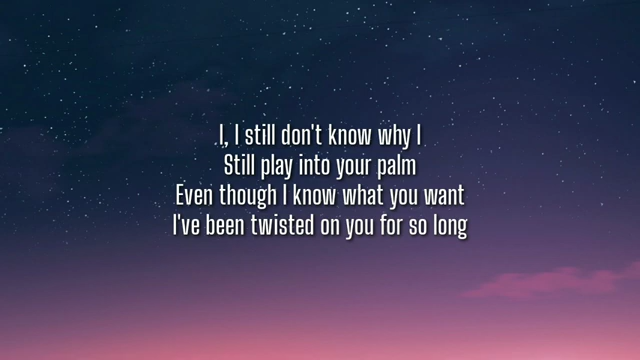 I, I still don't know why I
Still play into your palm
Even though I know what you want
I've been twisted on you for so long